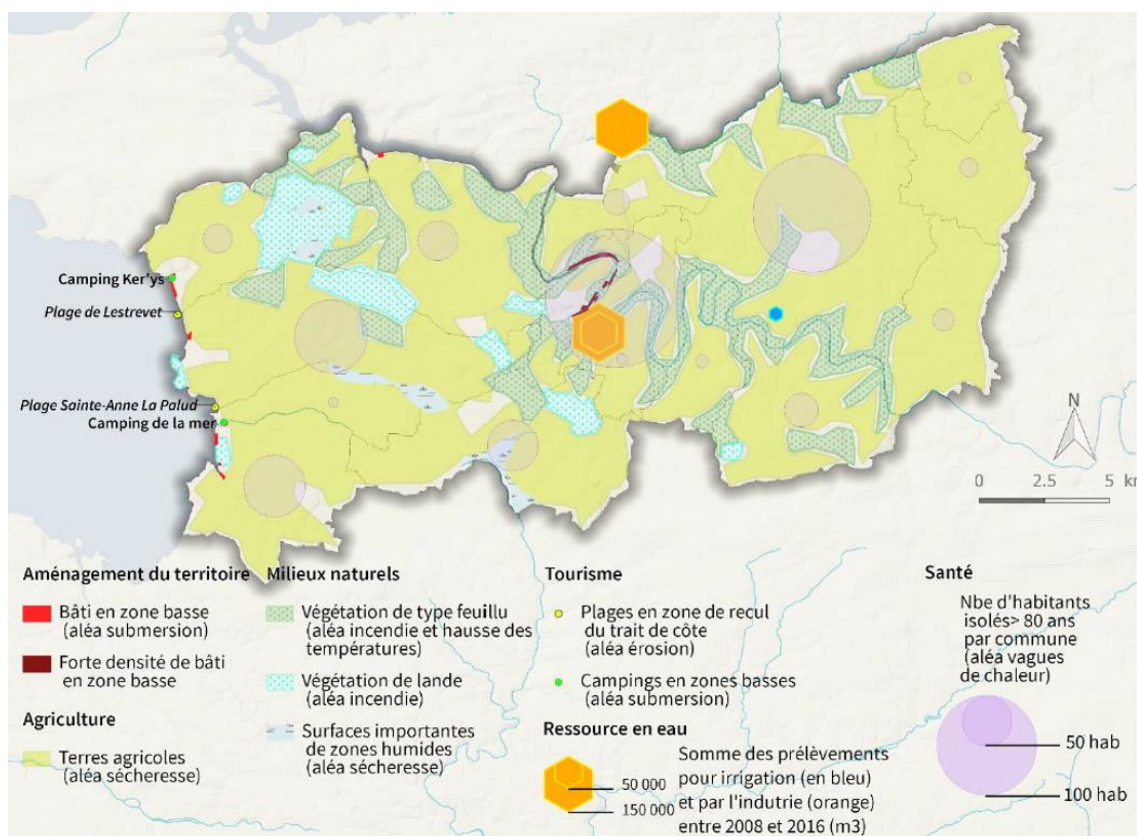 Camping Ker'ys
Plage de Lestrevet
Plage Sainte-Anne La Palud
Camping de la mer
N
0 2.5 5 km
Aménagement du territoire
Bâti en zone basse
(aléa submersion)
Forte densité de bâti
en zone basse
Agriculture
Terres agricoles
(aléa sécheresse)
Milieux naturels
Végétation de type feuillu
(aléa incendie et hausse des
températures)
Végétation de lande
(aléa incendie)
Surfaces importantes
de zones humides
(aléa sécheresse)
Tourisme
Plages en zone de recul
du trait de côte
(aléa érosion)
Campings en zones basses
(aléa submersion)
Ressource en eau
50 000
150 000
Somme des prélèvements
pour irrigation (en bleu)
et par l'indutrie (orange)
entre 2008 et 2016 (m3)
Santé
Nbe d'habitants
isolés> 80 ans
par commune
(aléa vagues
de chaleur)
50 hab
100 hab